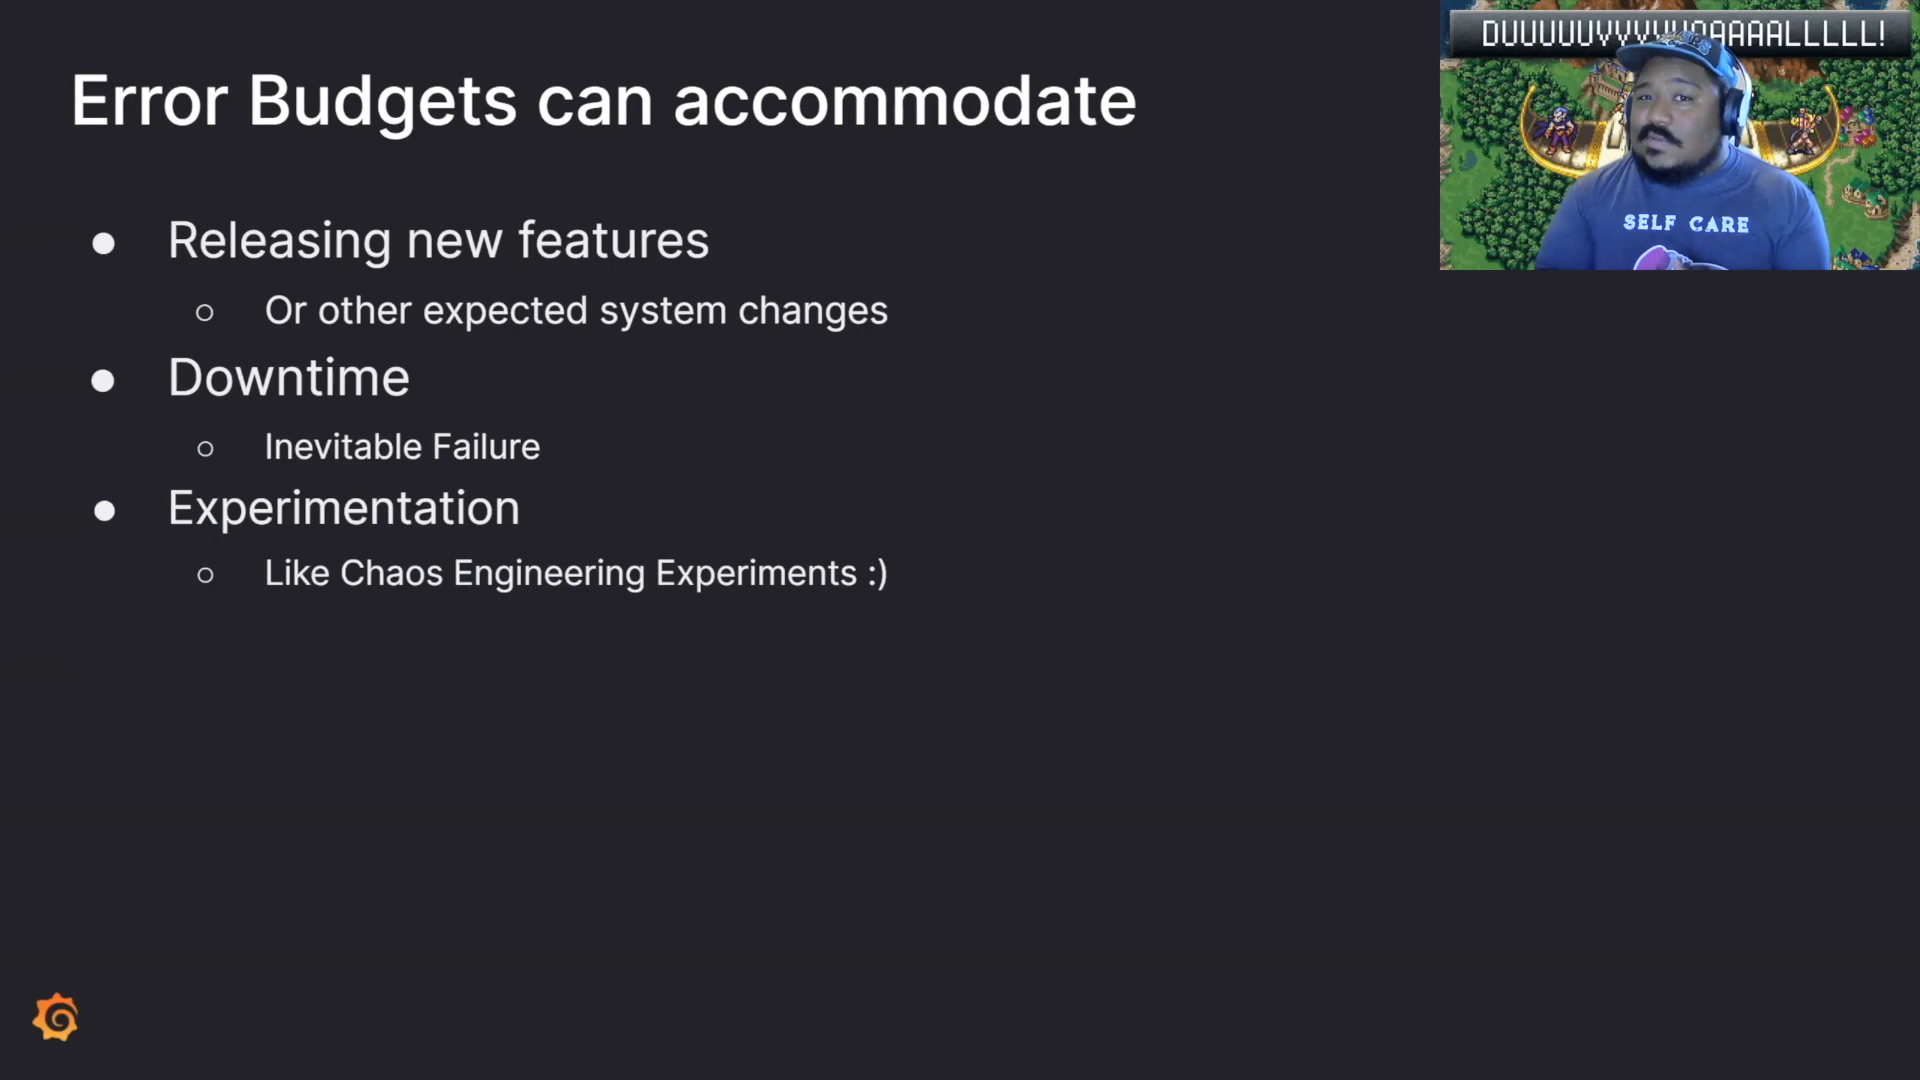 Error Budgets can accommodate
DUUUUUVVVVVAAAAALLLLL!
SELF CARE
● Releasing new features
○ Or other expected system changes
● Downtime
○ Inevitable Failure
● Experimentation
○ Like Chaos Engineering Experiments :)